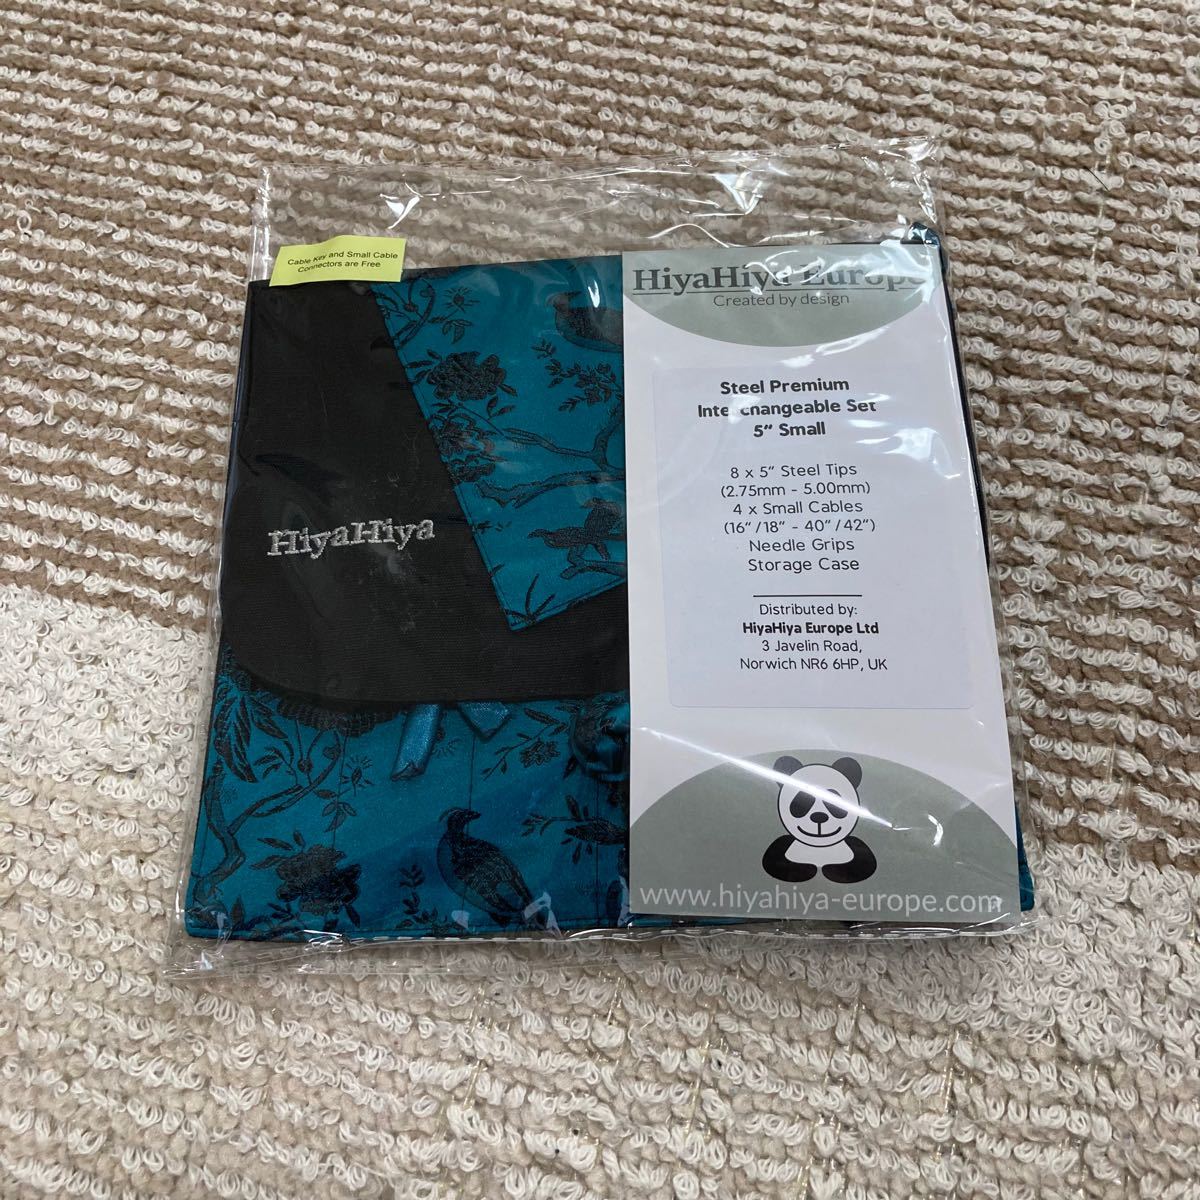 Cable Key and Small Cable
Connectors are Free
HiyaHiya
HiyaHiya Europe
Created by design
Steel Premium
Interchangeable Set
5” Small
8 x 5” Steel Tips
(2.75mm - 5.00mm)
4 x Small Cables
(16”/18” - 40”/42”)
Needle Grips
Storage Case
Distributed by:
HiyaHiya Europe Ltd
3 Javelin Road,
Norwich NR6 6HP, UK
www.hiyahiya-europe.com